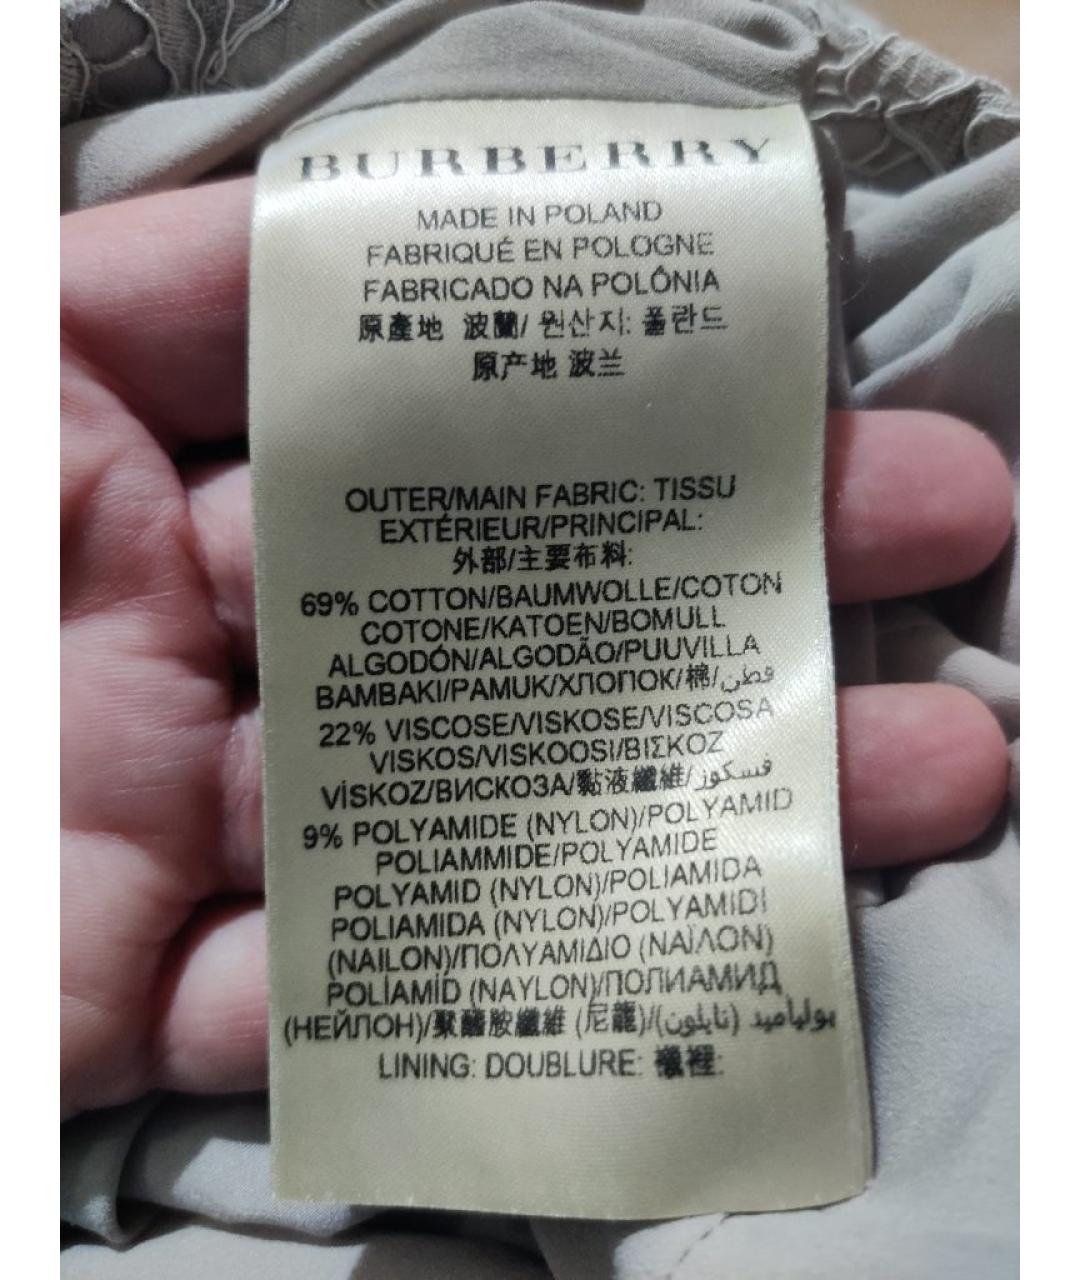 BURBERRY
MADE IN POLAND
FABRIQUÉ EN POLOGNE
FABRICADO NA POLÔNIA
原產地 波蘭/ 원산지: 폴란드
原产地 波兰
OUTER/MAIN FABRIC: TISSU
EXTÉRIEUR/PRINCIPAL:
外部/主要布料:
69% COTTON/BAUMWOLLE/COTON
COTONE/KATOEN/BOMULL
ALGODÓN/ALGODÃO/PUUVILLA
BAMBAKI/PAMUK/ХЛОПОК/棉/قطن
22% VISCOSE/VISKOSE/VISCOSA
VISKOS/VISKOOSI/ΒΙΣΚΟΖ
VİSKOZ/ВИСКОЗА/黏液纖維/فسكوز
9% POLYAMIDE (NYLON)/POLYAMID
POLIAMMIDE/POLYAMIDE
POLYAMID (NYLON)/POLIAMIDA
POLIAMIDA (NYLON)/POLYAMIDI
(NAILON)/ΠΟΛΥΑΜΙΔΙΟ (ΝΑΪΛΟΝ)
POLİAMİD (NAYLON)/ПОЛИАМИД
(НЕЙЛОН)/聚醯胺纖維 (尼龍)/بولياميد (نايلون)
LINING: DOUBLURE: 襯裡: